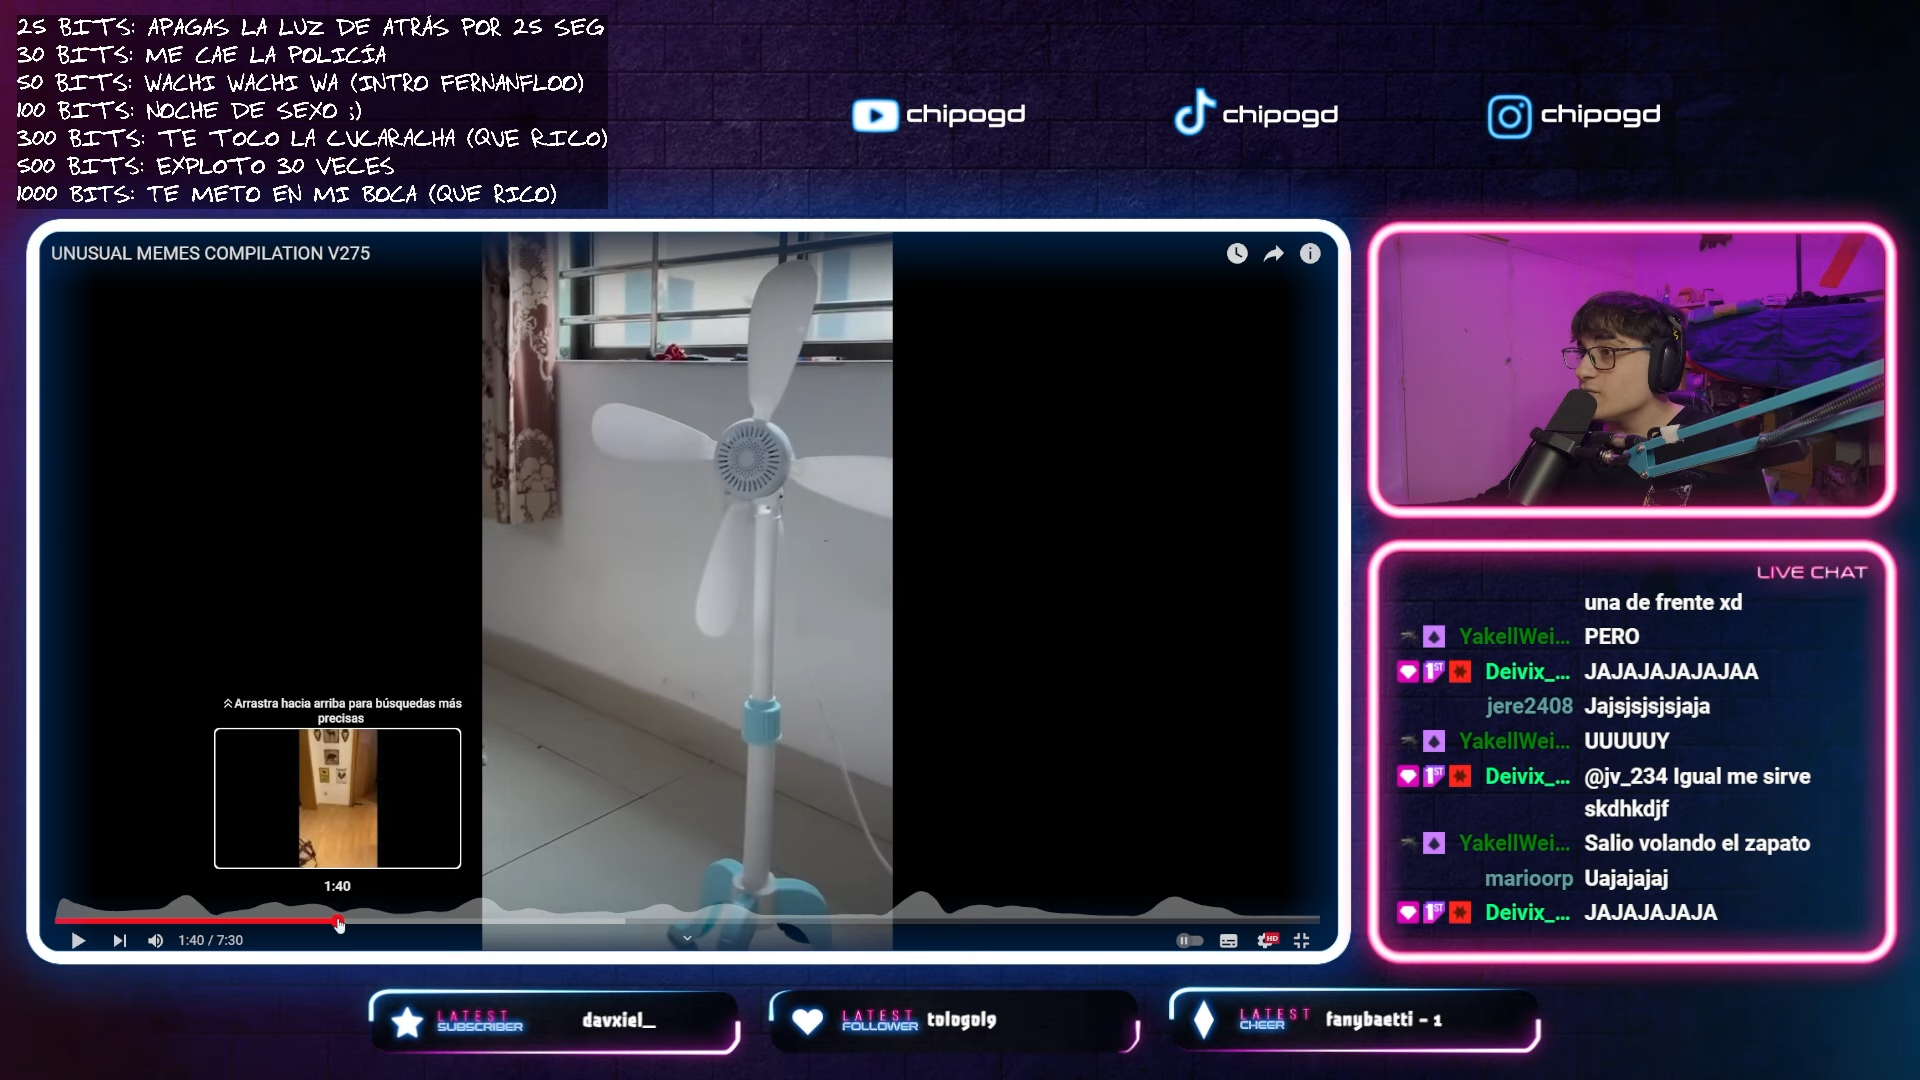 25 BITS: APAGAS LA LUZ DE ATRÁS POR 25 SEG
30 BITS: ME CAE LA POLICÍA
50 BITS: WACHI WACHI WA (INTRO FERNANFLOO)
100 BITS: NOCHE DE SEXO ;)
300 BITS: TE TOCO LA CUCARACHA (QUE RICO)
500 BITS: EXPLOTO 30 VECES
1000 BITS: TE METO EN MI BOCA (QUE RICO)
chipogd
chipogd
chipogd
UNUSUAL MEMES COMPILATION V275
Arrastra hacia arriba para búsquedas más
precisas
1:40
1:40 / 7:30
HD
LIVE CHAT
una de frente xd
YakellWei... PERO
1ST Deivix_... JAJAJAJAJAJAA
jere2408 Jajsjsjsjsjaja
YakellWei... UUUUUY
1ST Deivix_... @jv_234 Igual me sirve
skdhkdjf
YakellWei... Salio volando el zapato
marioorp Uajajajaj
1ST Deivix_... JAJAJAJAJA
LATEST SUBSCRIBER davxiel_
LATEST FOLLOWER tologol9
LATEST CHEER fanybaetti - 1